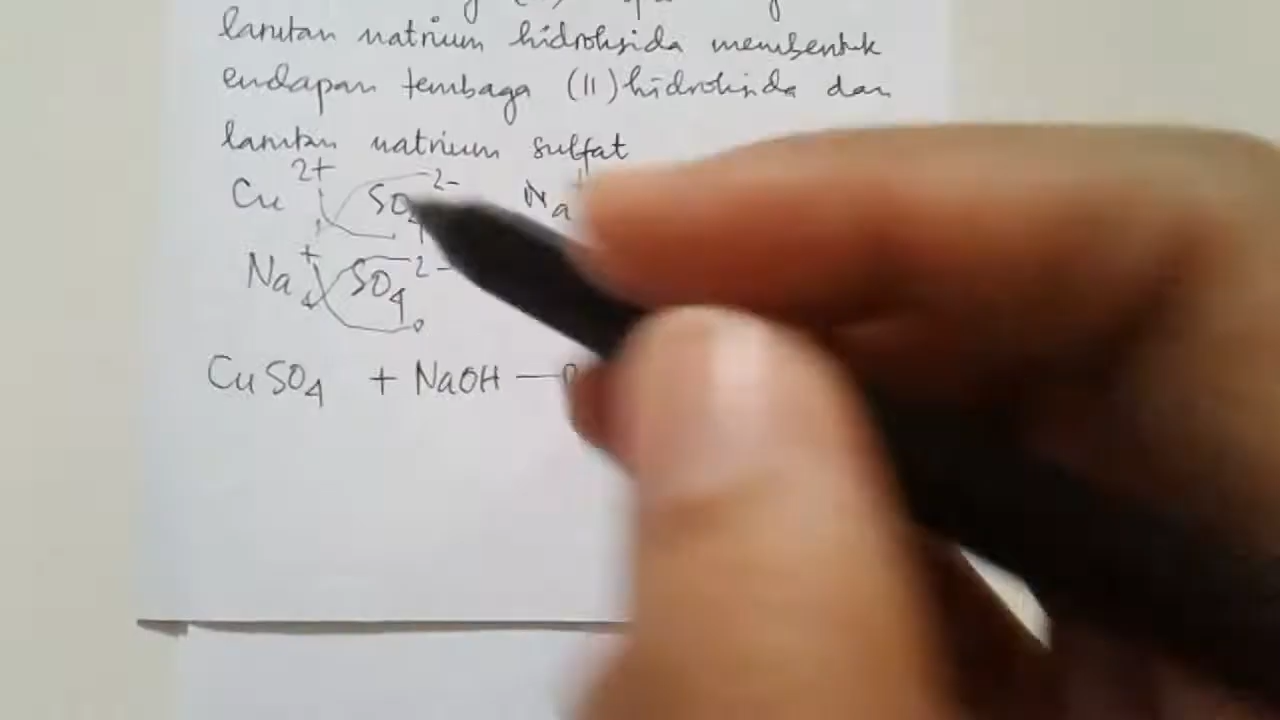 larutan natrium hidroksida membentuk
endapan tembaga (II) hidroksida dan
larutan natrium sulfat
Cu²⁺ SO₄²⁻ Na⁺
Na⁺ SO₄²⁻
CuSO₄ + NaOH —